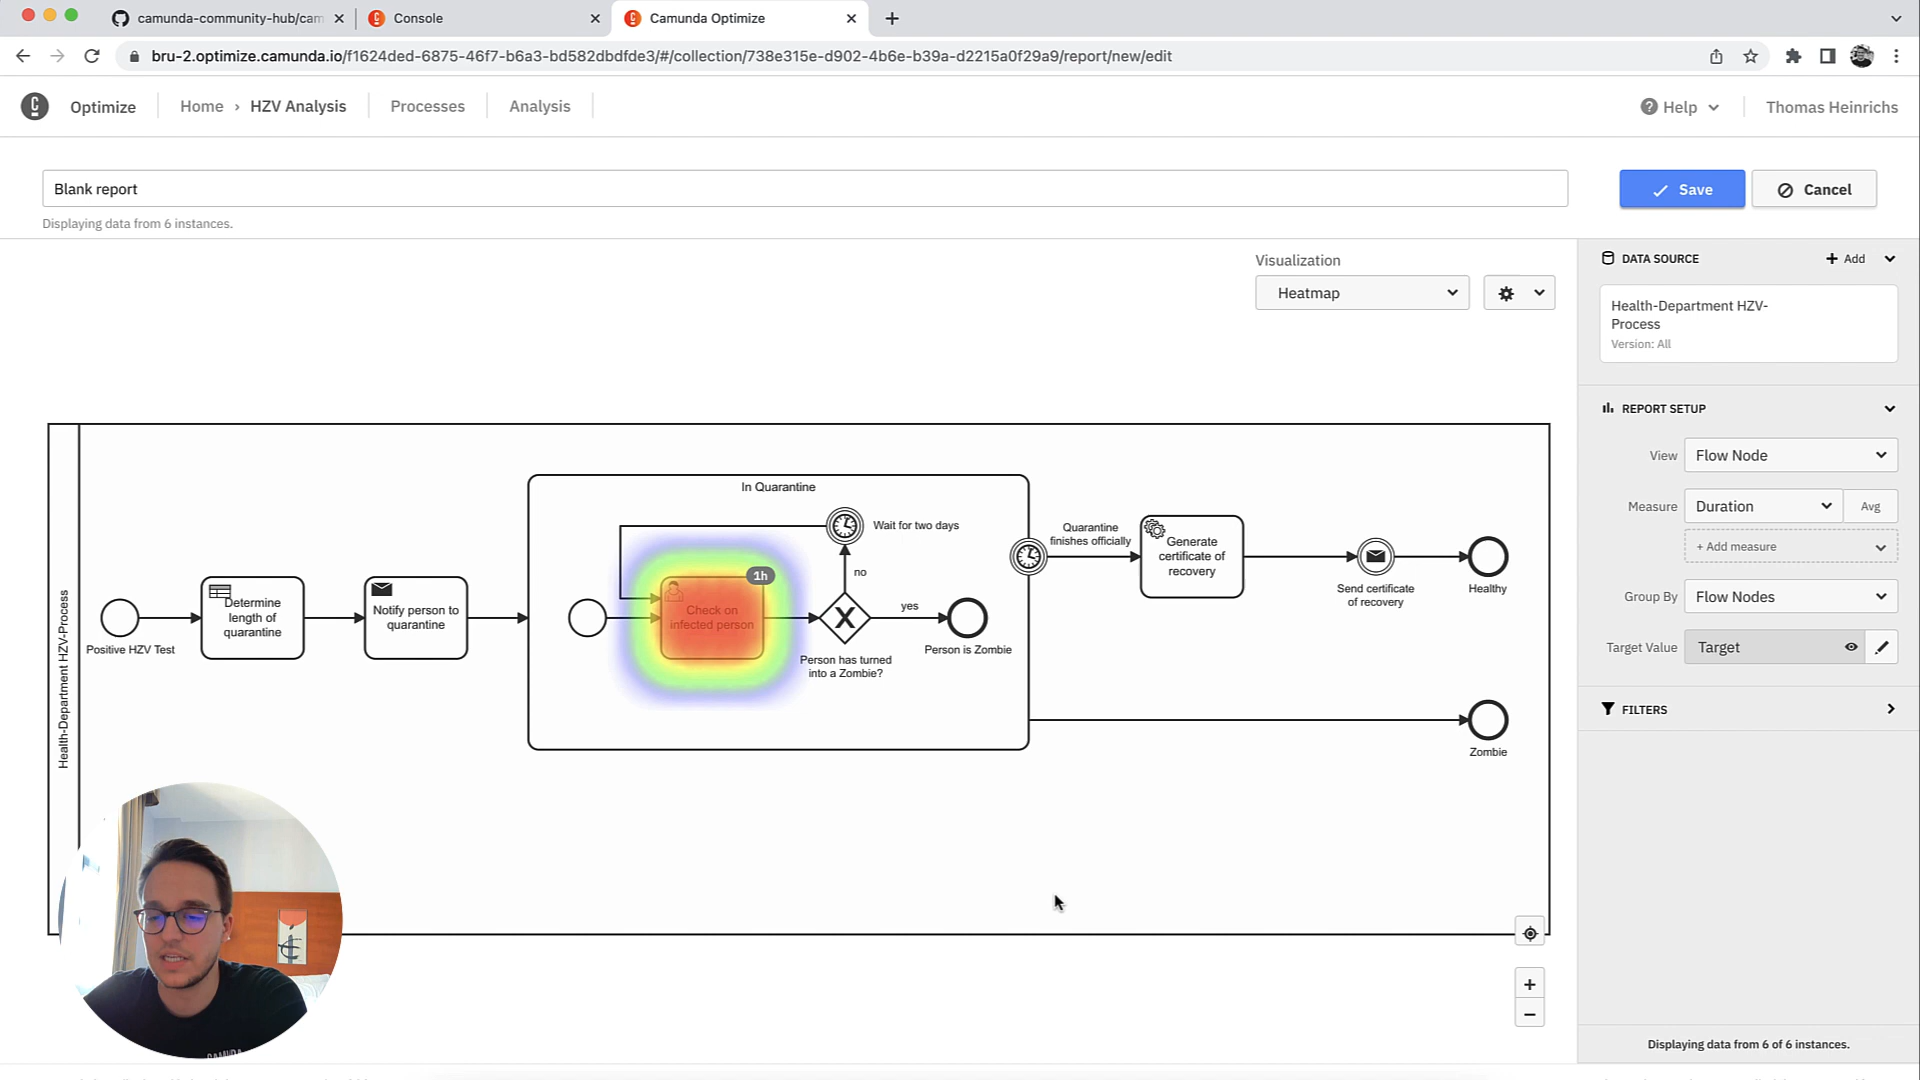 camunda-community-hub/cam
Console
Camunda Optimize
bru-2.optimize.camunda.io/f1624ded-6875-46f7-b6a3-bd582dbdfde3/#/collection/738e315e-d902-4b6e-b39a-d2215a0f29a9/report/new/edit
Optimize
Home › HZV Analysis
Processes
Analysis
Help
Thomas Heinrichs
Blank report
Save
Cancel
Displaying data from 6 instances.
Visualization
Heatmap
DATA SOURCE
+ Add
Health-Department HZV-
Process
Version: All
REPORT SETUP
View
Flow Node
Measure
Duration
Avg
+ Add measure
Group By
Flow Nodes
Target Value
Target
FILTERS
Displaying data from 6 of 6 instances.
Health-Department HZV-Process
Positive HZV Test
Determine
length of
quarantine
Notify person to
quarantine
In Quarantine
Wait for two days
1h
Check on
infected person
no
yes
Person has turned
into a Zombie?
Person is Zombie
Quarantine
finishes officially
Generate
certificate of
recovery
Send certificate
of recovery
Healthy
Zombie